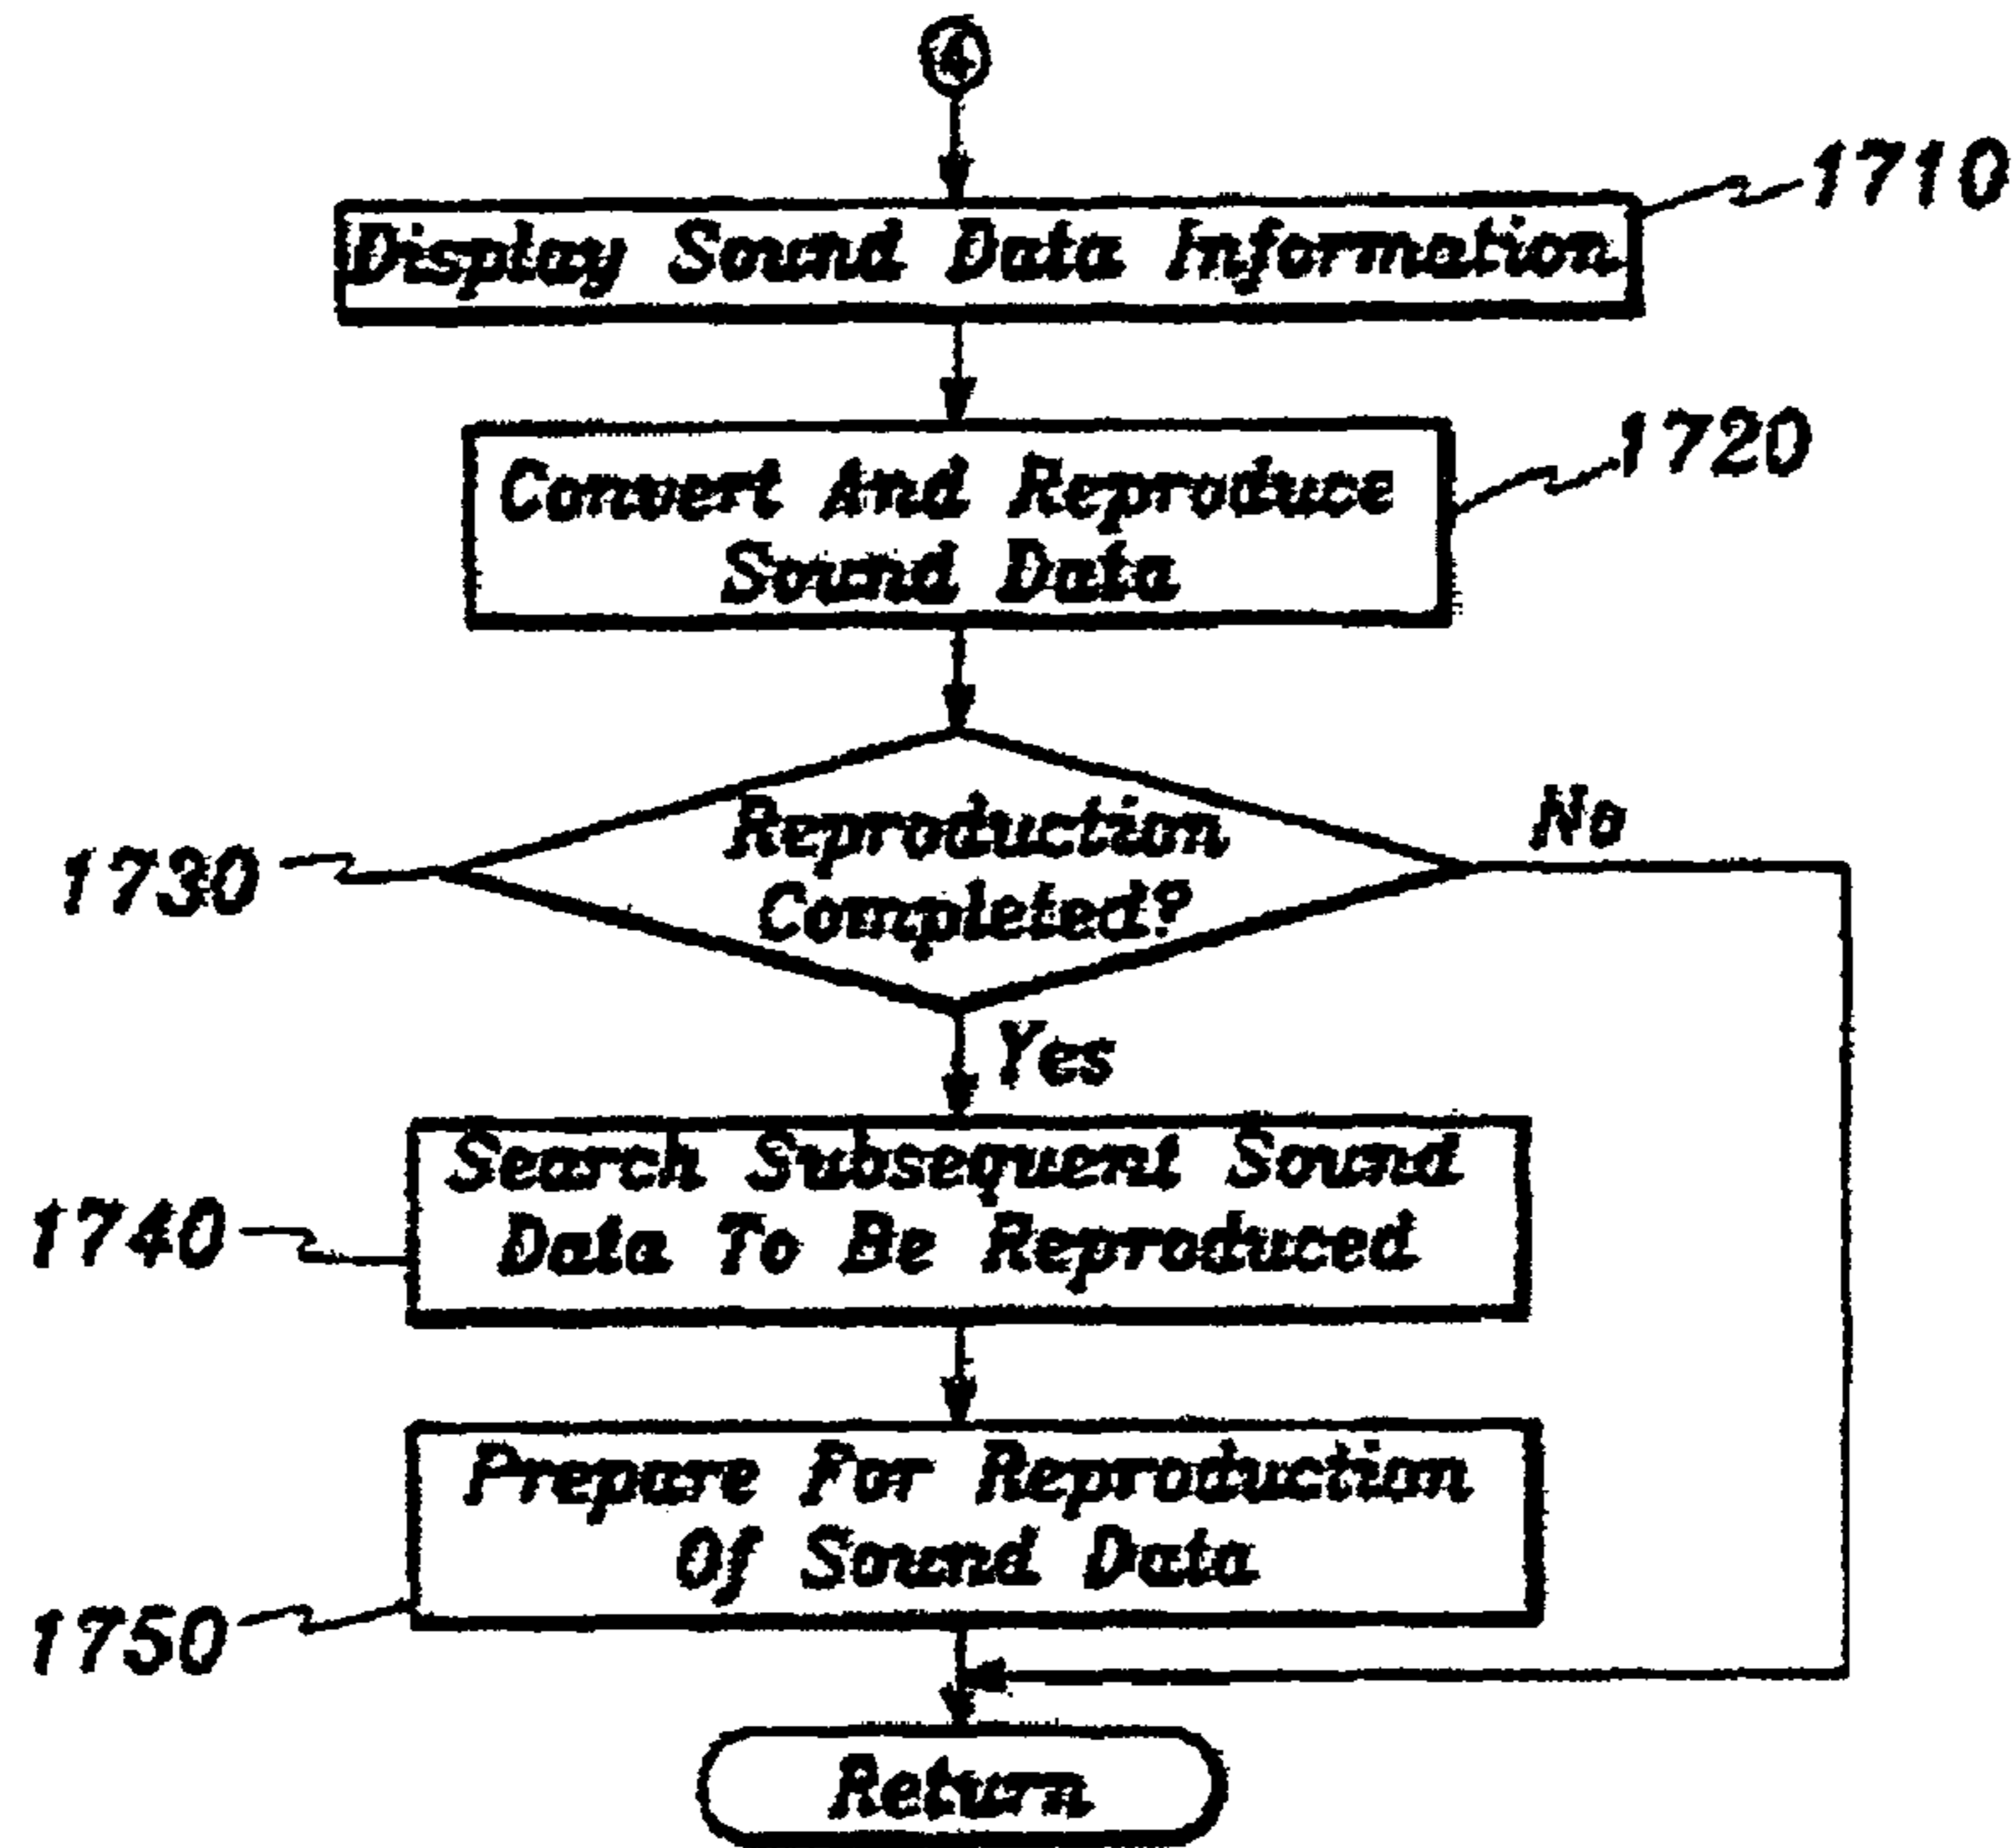 4
1710
Display Sound Data Information
1720
Convert And Reproduce
Sound Data
1730
Reproduction
Completed?
No
Yes
1740
Search Subsequent Sound
Data To Be Reproduced
1750
Prepare For Reproduction
Of Sound Data
Return